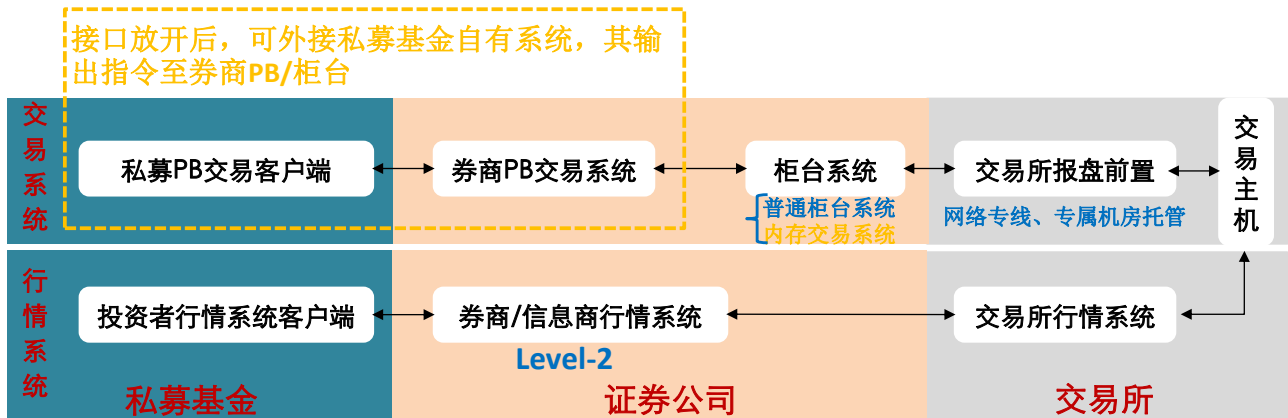 接口放开后，可外接私募基金自有系统，其输
出指令至券商PB/柜台
交易系统
私募PB交易客户端
券商PB交易系统
柜台系统
普通柜台系统
内存交易系统
交易所报盘前置
网络专线、专属机房托管
交易主机
行情系统
投资者行情系统客户端
券商/信息商行情系统
Level-2
交易所行情系统
私募基金
证券公司
交易所